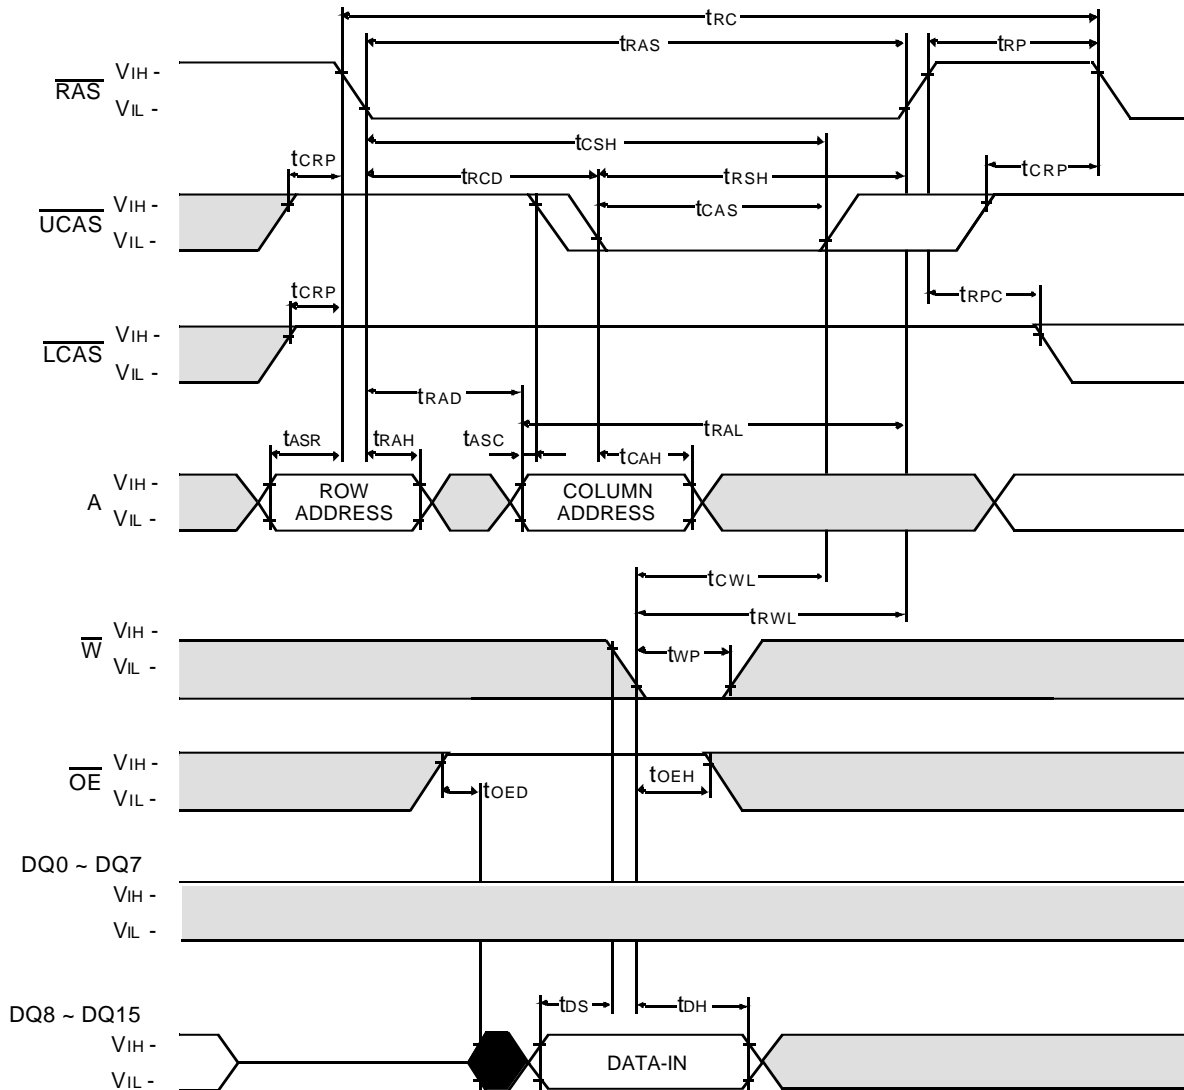 tRC
tRAS
tRP
RAS
VIH -
VIL -
tCSH
tCRP
tRCD
tRSH
tCRP
UCAS
VIH -
VIL -
tCAS
tCRP
tRPC
LCAS
VIH -
VIL -
tRAD
tRAL
tASR
tRAH
tASC
tCAH
A
VIH -
VIL -
ROW
ADDRESS
COLUMN
ADDRESS
tCWL
tRWL
W
VIH -
VIL -
tWP
OE
VIH -
VIL -
tOED
tOEH
DQ0 ~ DQ7
VIH -
VIL -
tDS
tDH
DQ8 ~ DQ15
VIH -
VIL -
DATA-IN